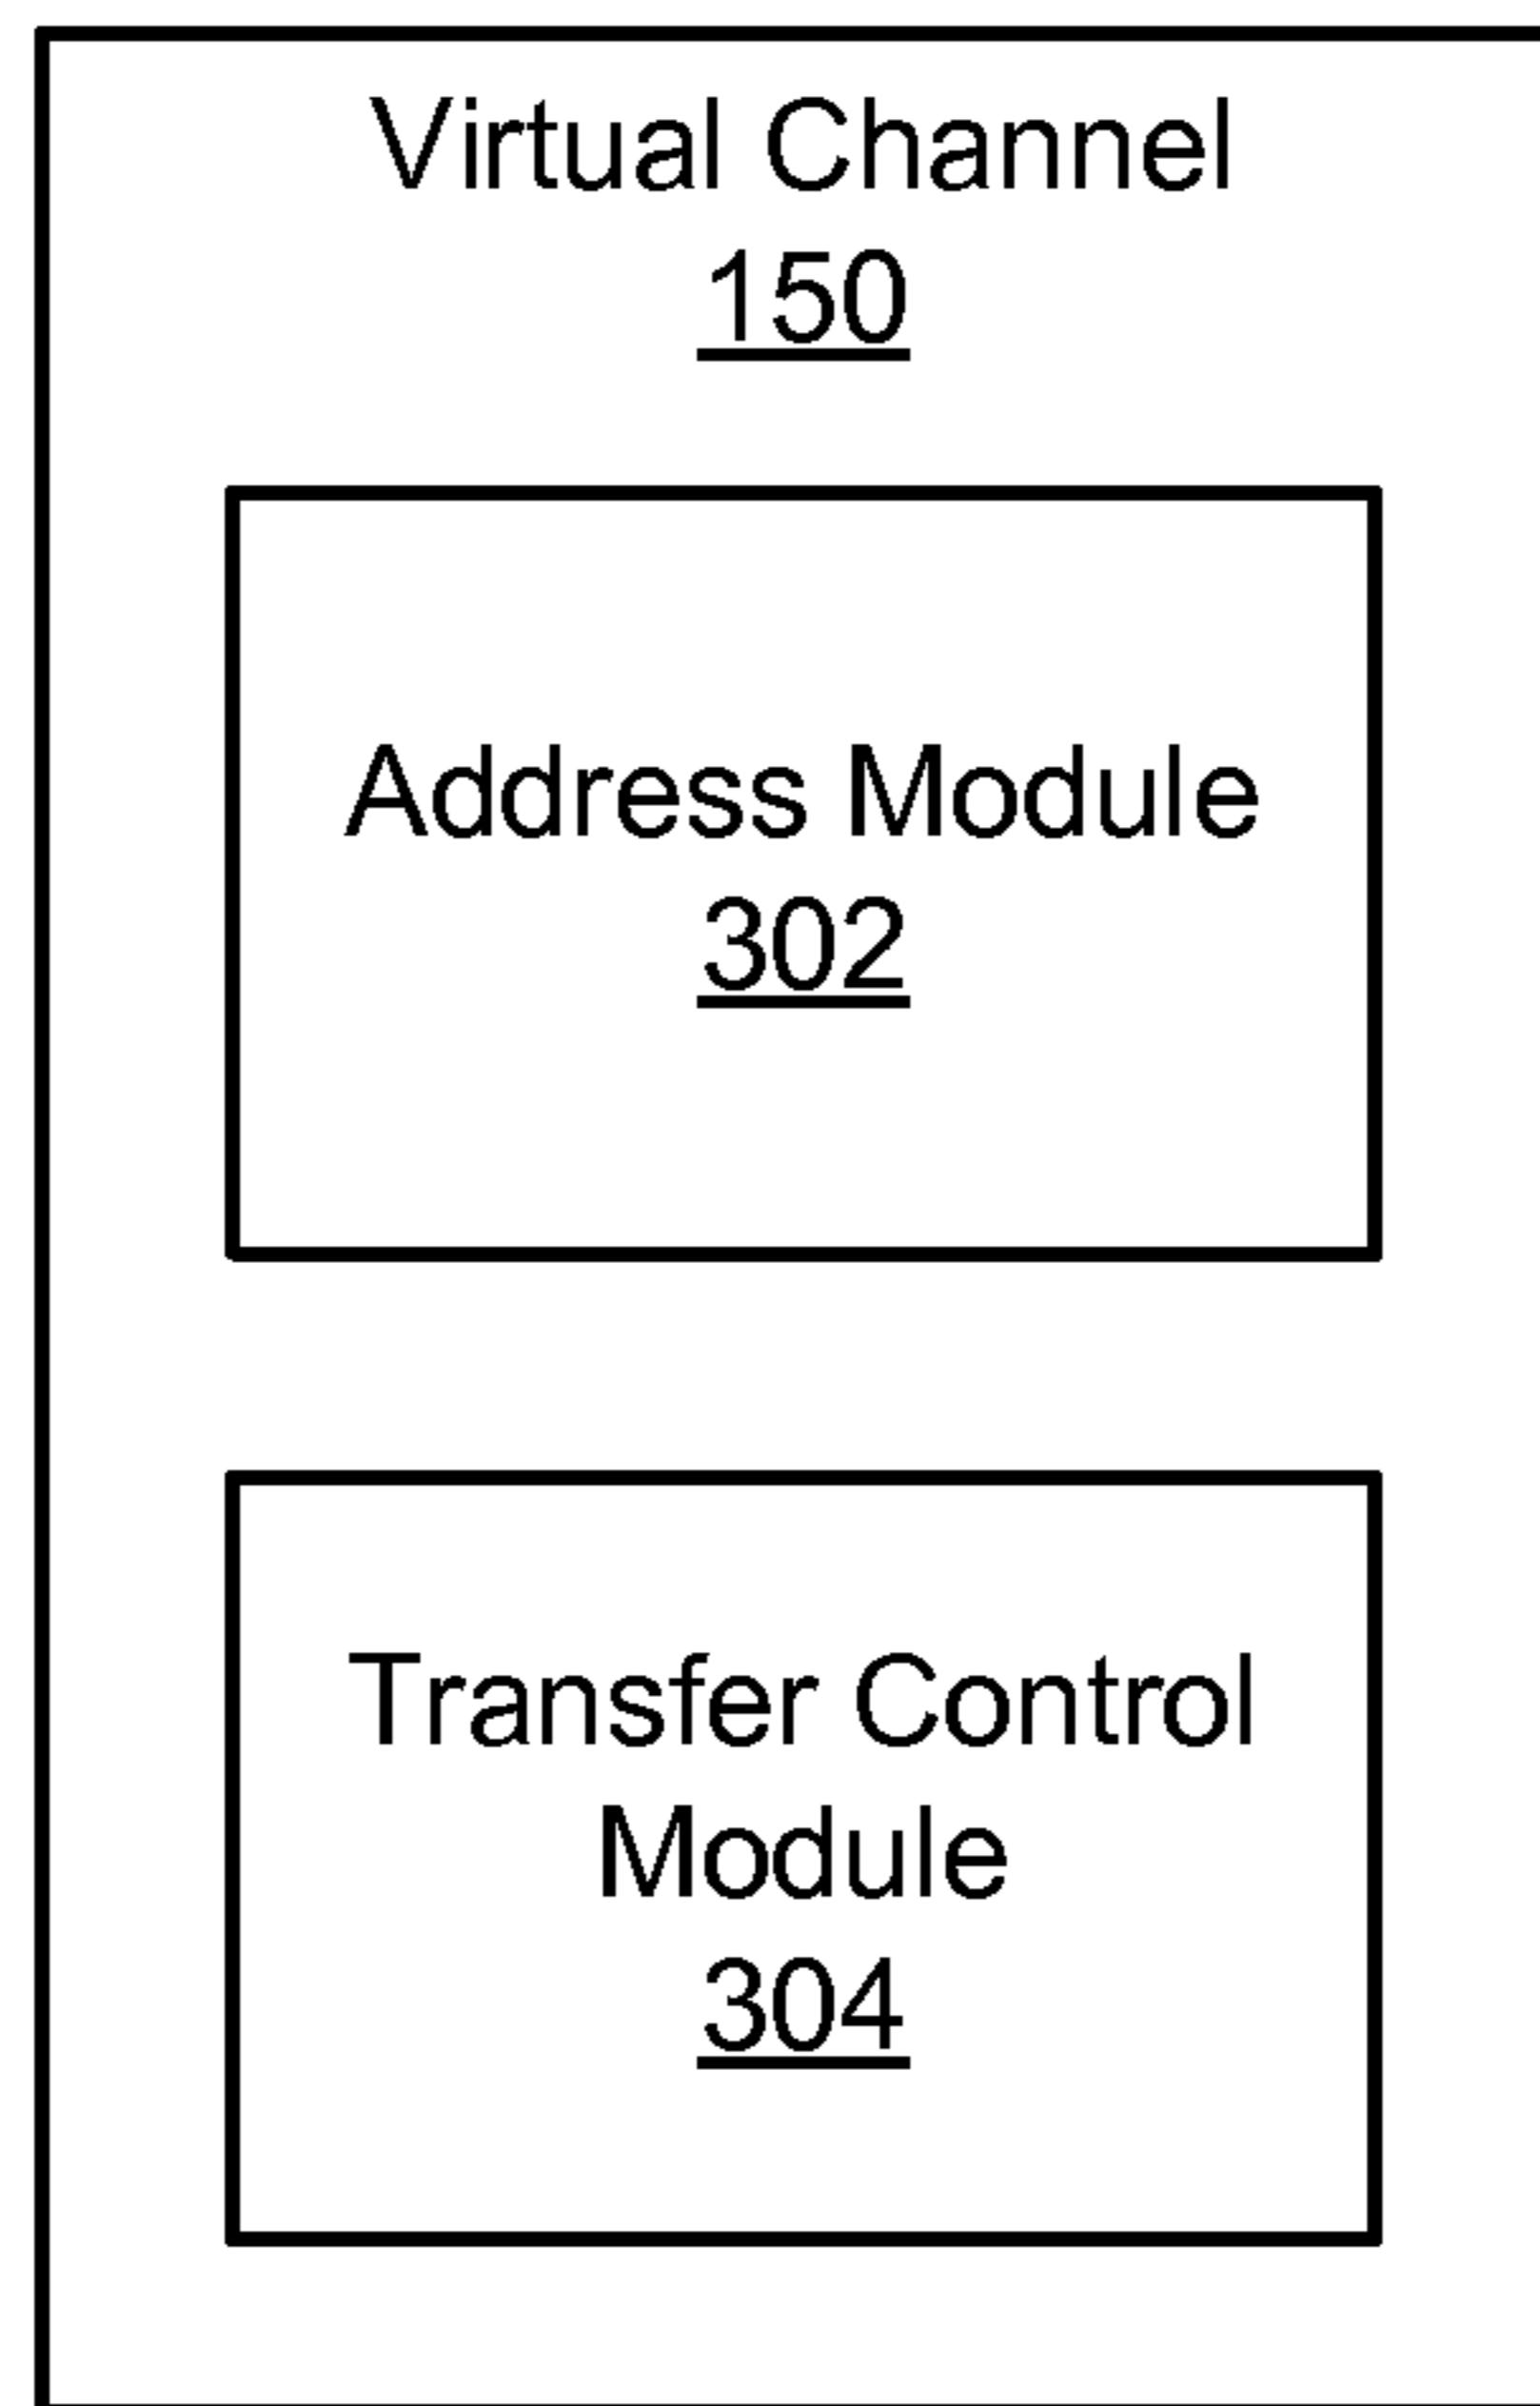 Virtual Channel
150
Address Module
302
Transfer Control
Module
304